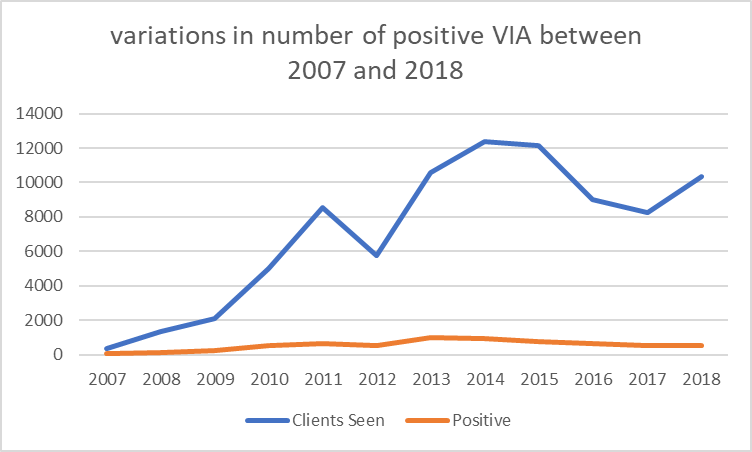 variations in number of positive VIA between
2007 and 2018
14000
12000
10000
8000
6000
4000
2000
0
2007 2008 2009 2010 2011 2012 2013 2014 2015 2016 2017 2018
Clients Seen Positive